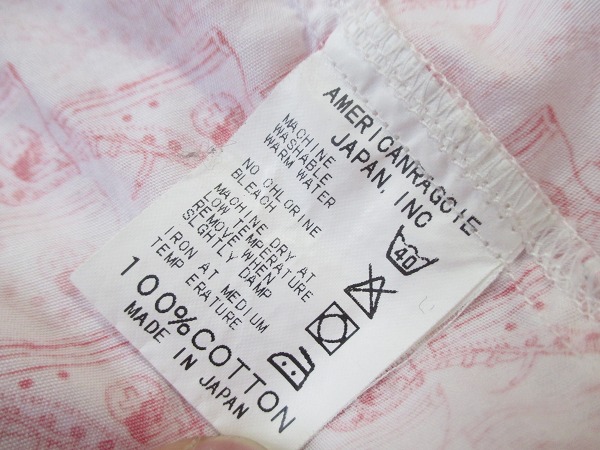 AMERICANRAGCIE
JAPAN, INC
MACHINE
WASHABLE
WARM WATER
NO CHLORINE
BLEACH
MACHINE DRY AT
LOW TEMPERATURE
REMOVE WHEN
SLGHTLY DAMP
IRON AT MEDIUM
TEMP ERATURE
40
100%COTTON
MADE IN JAPAN